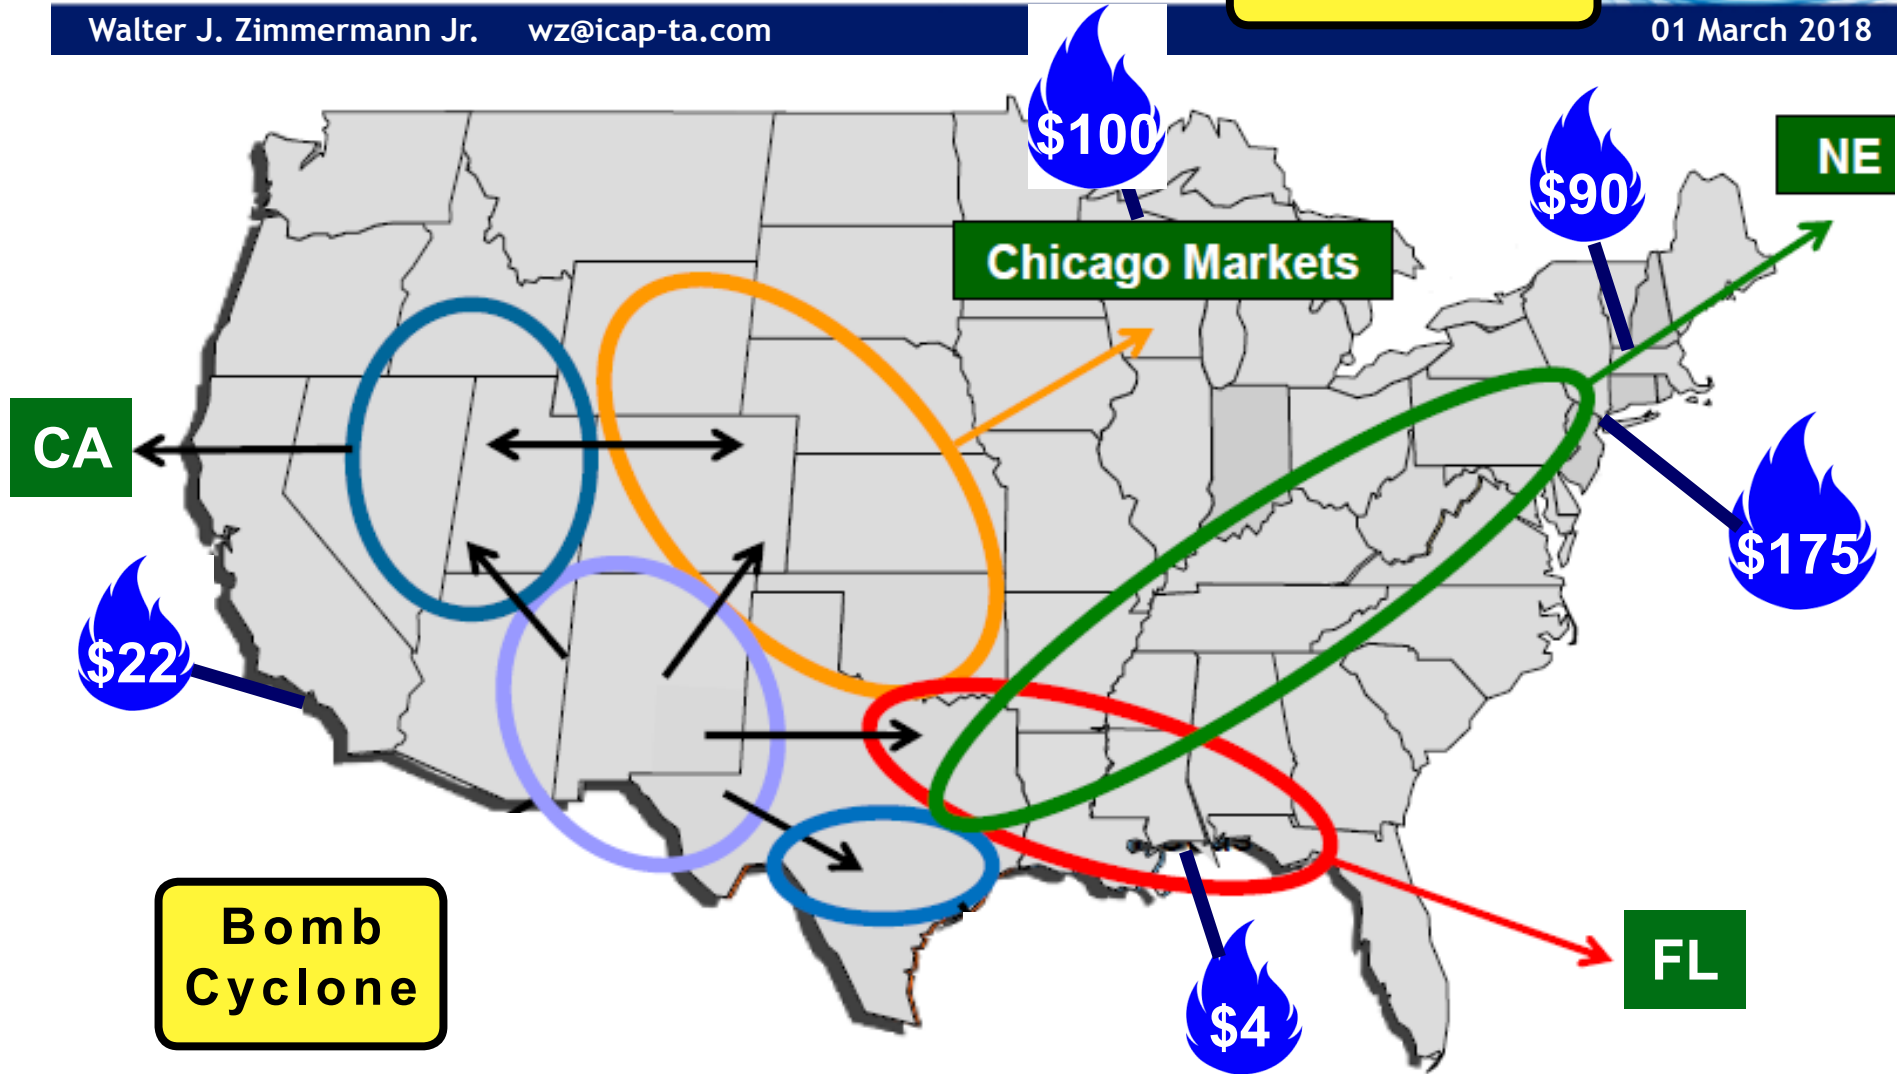 Walter J. Zimmermann Jr. wz@icap-ta.com 01 March 2018
$100
NE
$90
Chicago Markets
CA
$175
$22
Bomb
Cyclone
FL
$4